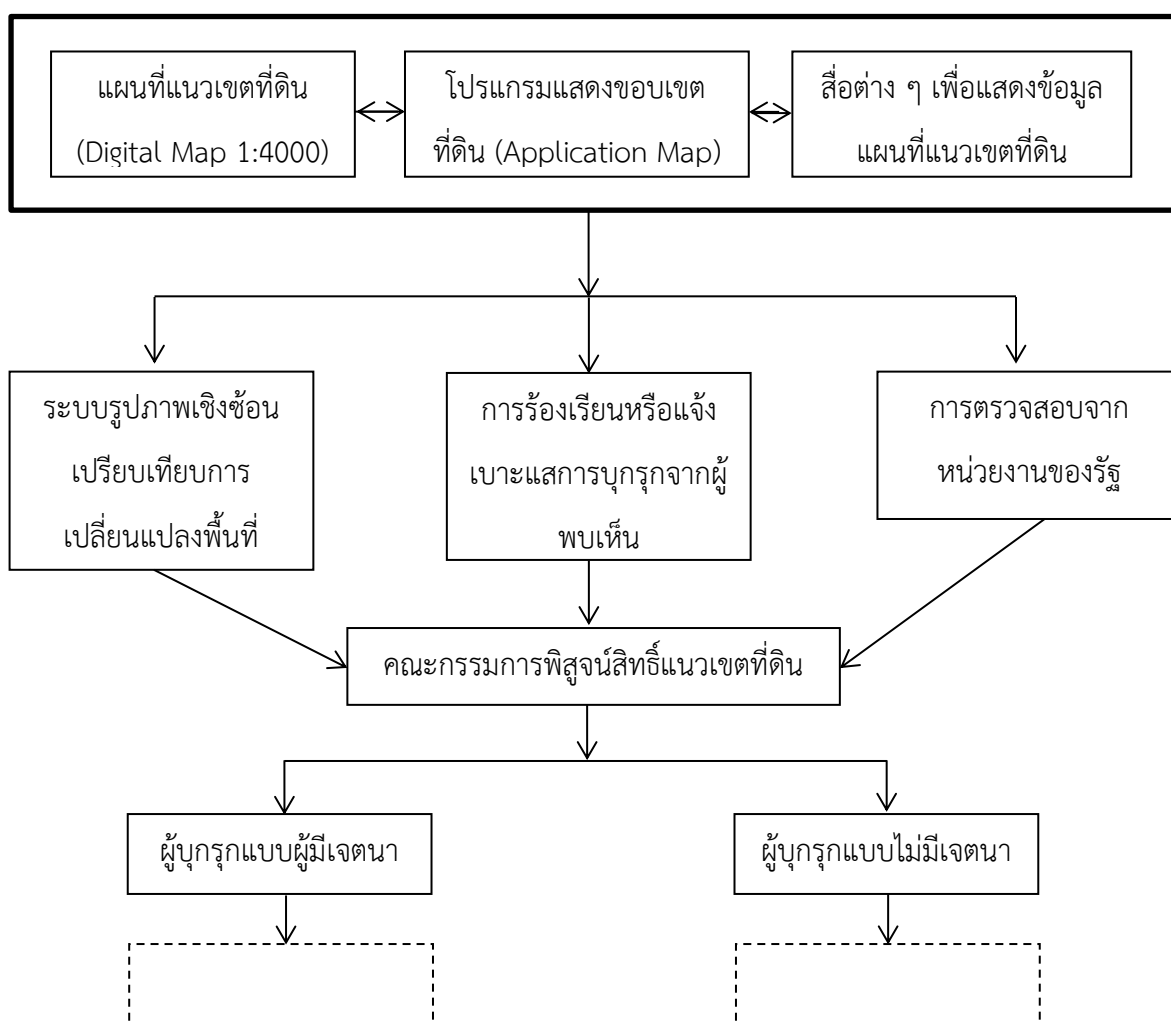 แผนที่แนวเขตที่ดิน
(Digital Map 1:4000)
โปรแกรมแสดงขอบเขต
ที่ดิน (Application Map)
สื่อต่าง ๆ เพื่อแสดงข้อมูล
แผนที่แนวเขตที่ดิน
ระบบรูปภาพเชิงซ้อน
เปรียบเทียบการ
เปลี่ยนแปลงพื้นที่
การร้องเรียนหรือแจ้ง
เบาะแสการบุกรุกจากผู้
พบเห็น
การตรวจสอบจาก
หน่วยงานของรัฐ
คณะกรรมการพิสูจน์สิทธิ์แนวเขตที่ดิน
ผู้บุกรุกแบบผู้มีเจตนา
ผู้บุกรุกแบบไม่มีเจตนา